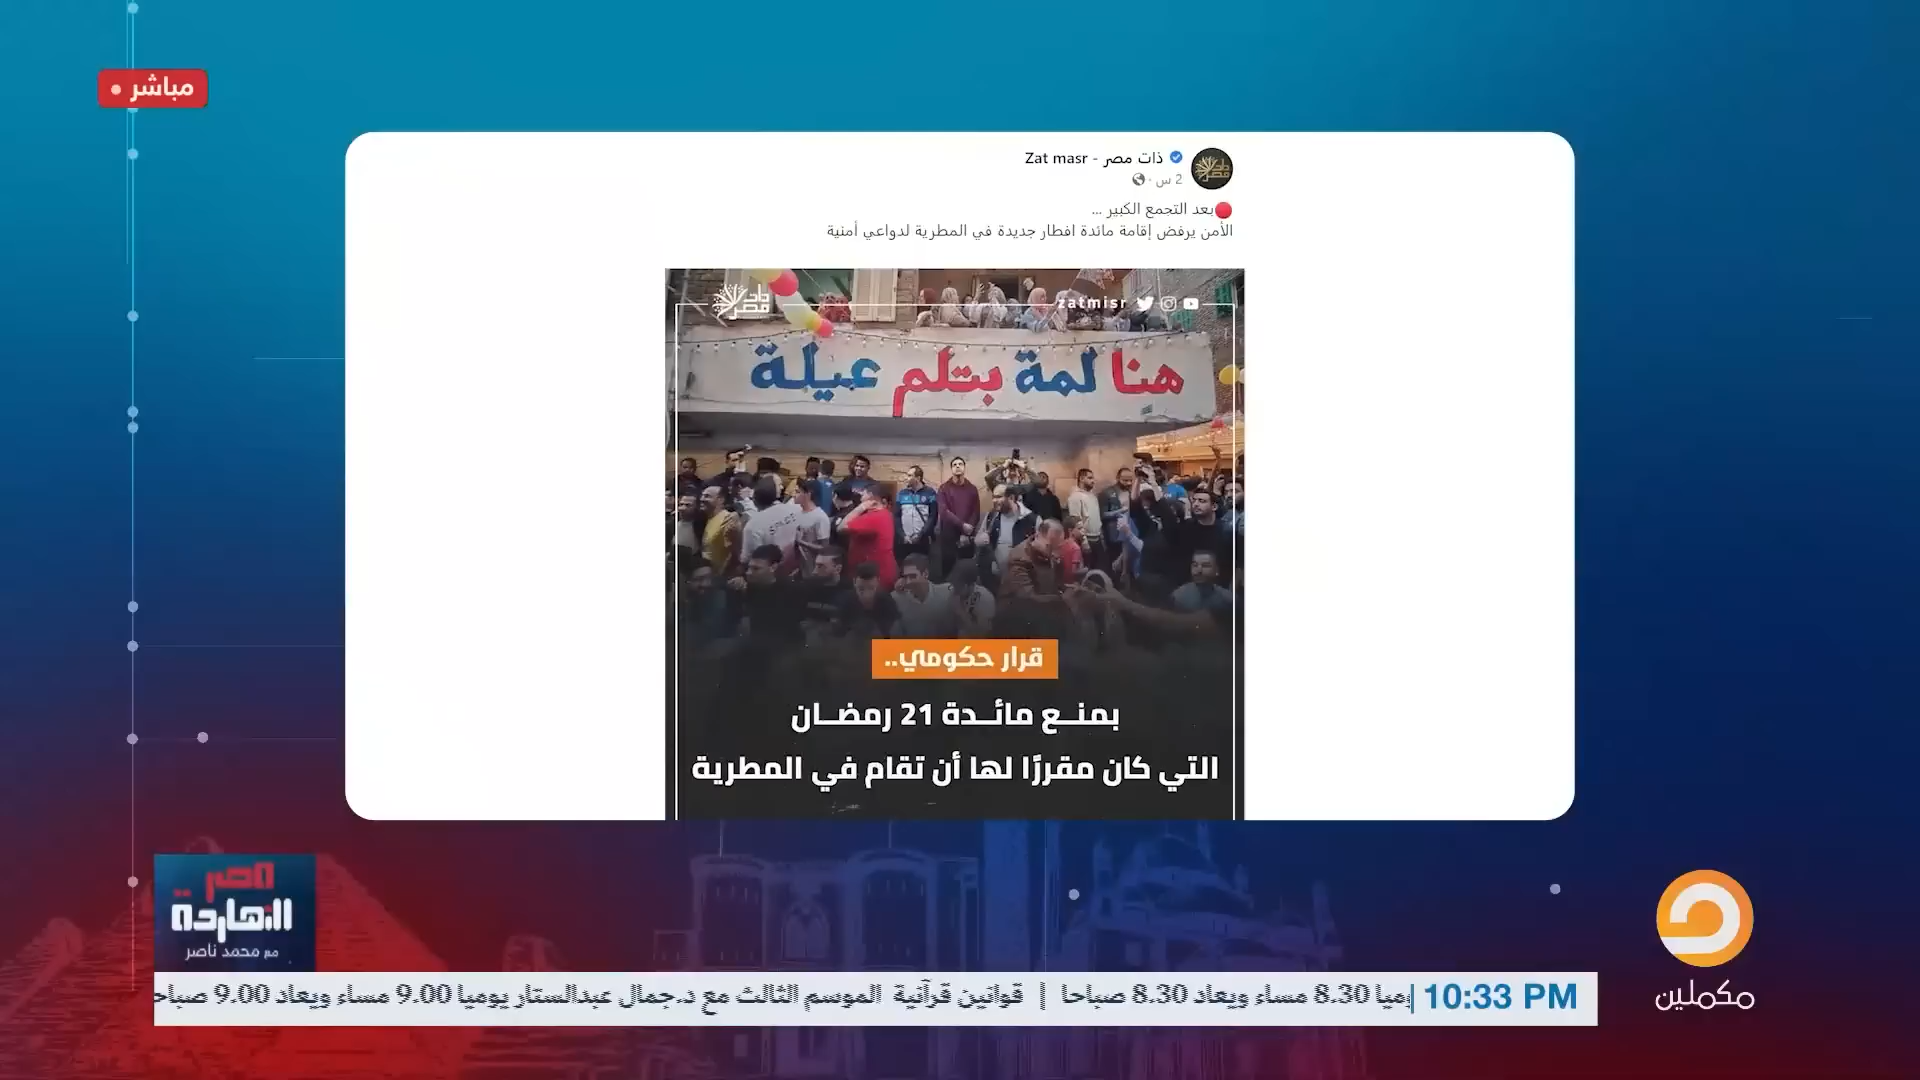 مباشر
ذات مصر - Zat masr
2 س
بعد التجمع الكبير ...
الأمن يرفض إقامة مائدة افطار جديدة في المطرية لدواعي أمنية
ذات مصر
zatmisr
هنا لمة بتلم عيلة
قرار حكومي..
بمنـع مائـدة 21 رمضـان
التي كان مقررًا لها أن تقام في المطرية
مصر
النهاردة
مع محمد ناصر
10:33 PM
يوميا 8.30 مساء ويعاد 8.30 صباحا | قوانين قرآنية الموسم الثالث مع د.جمال عبدالستار يوميا 9.00 مساء ويعاد 9.00 صباحا
مكملين